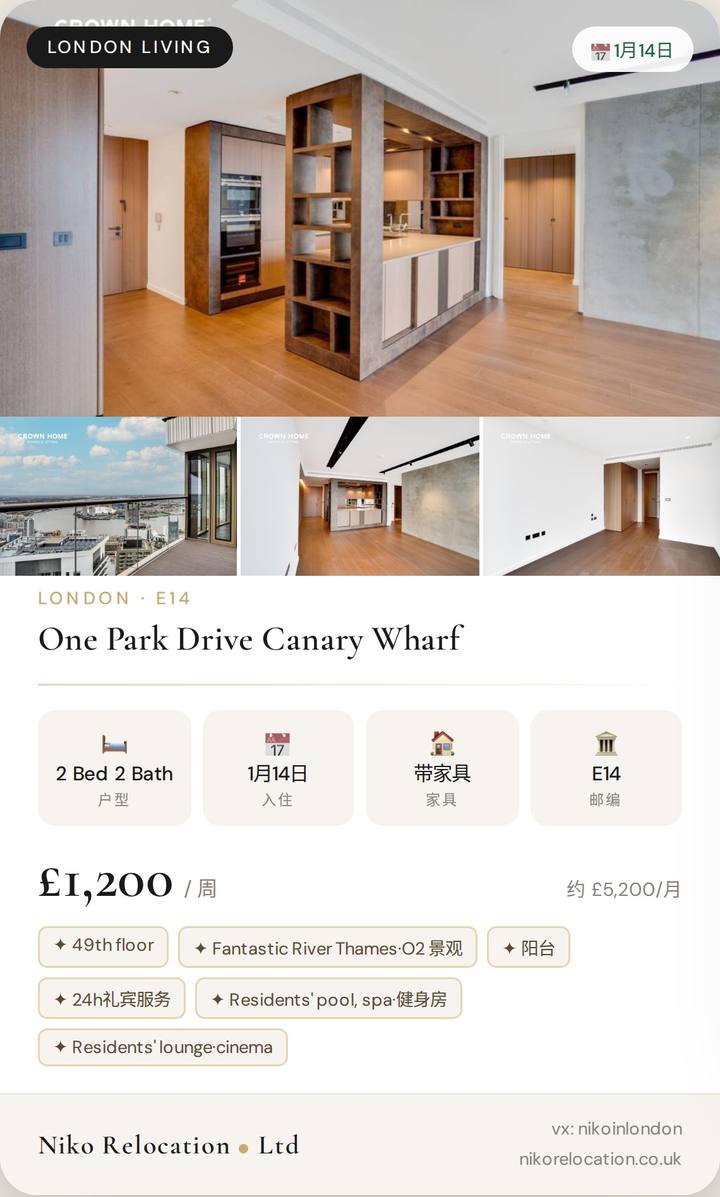 CROWN HOME
LONDON LIVING
1月14日
CROWN HOME
CROWN HOME
CROWN HOME
LONDON · E14
One Park Drive Canary Wharf
2 Bed 2 Bath
户型
1月14日
入住
带家具
家具
E14
邮编
£1,200 / 周
约 £5,200/月
✦ 49th floor
✦ Fantastic River Thames·O2 景观
✦ 阳台
✦ 24h礼宾服务
✦ Residents' pool, spa·健身房
✦ Residents' lounge·cinema
Niko Relocation • Ltd
vx: nikoinlondon
nikorelocation.co.uk